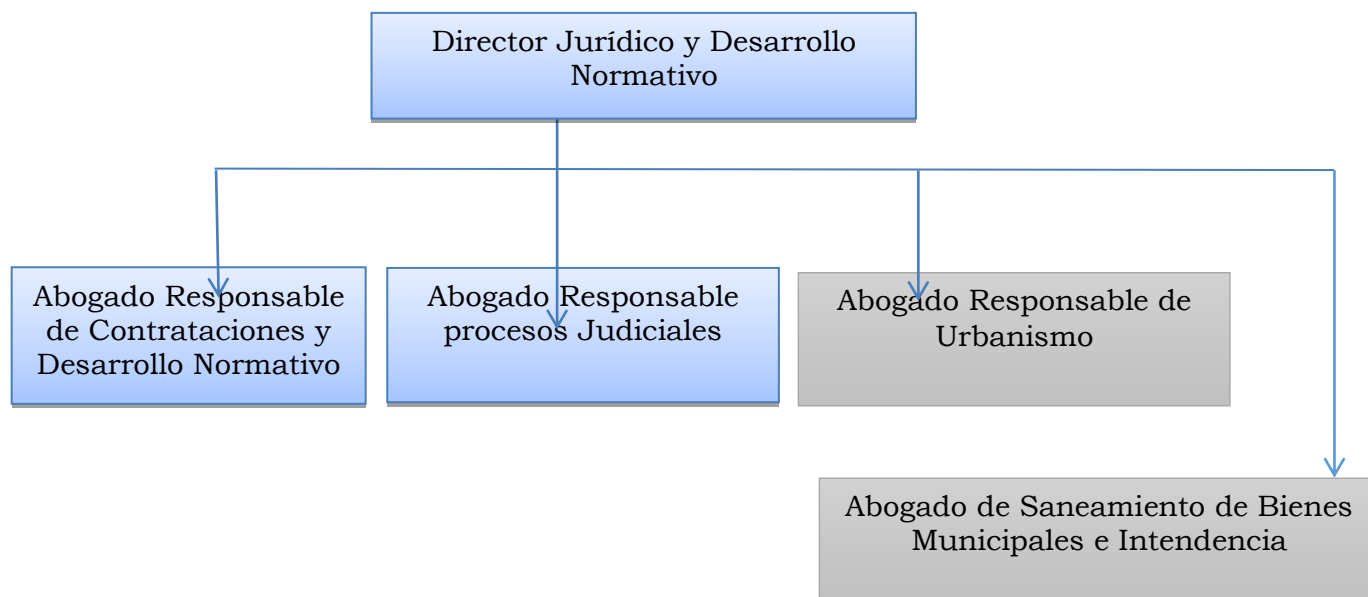 Director Jurídico y Desarrollo
Normativo
Abogado Responsable
de Contrataciones y
Desarrollo Normativo
Abogado Responsable
procesos Judiciales
Abogado Responsable de
Urbanismo
Abogado de Saneamiento de Bienes
Municipales e Intendencia